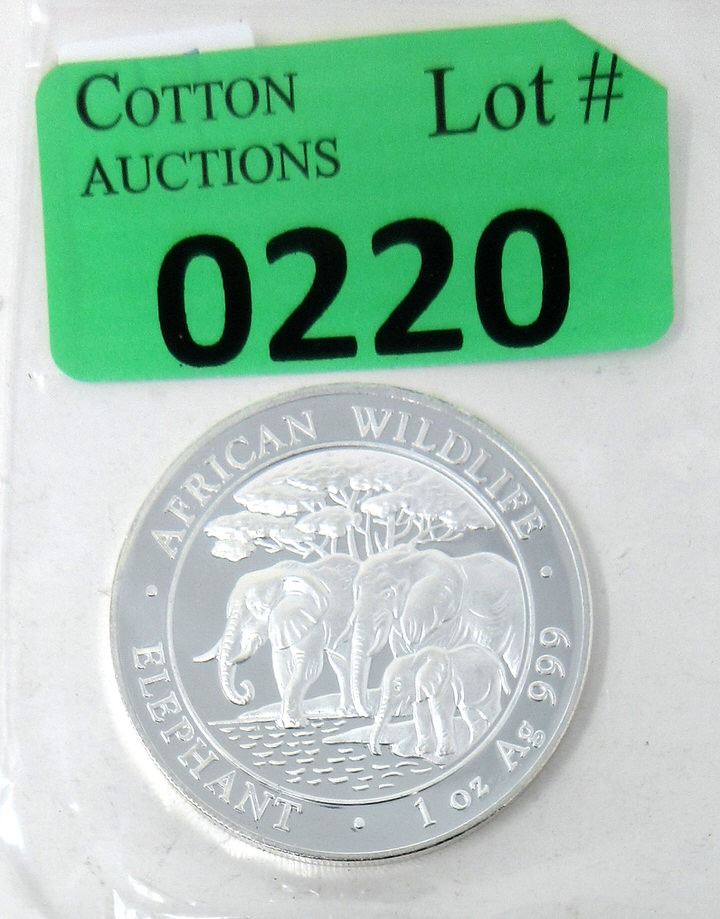 COTTON
AUCTIONS
Lot #
0220
AFRICAN WILDLIFE
ELEPHANT • 1 oz Ag 999